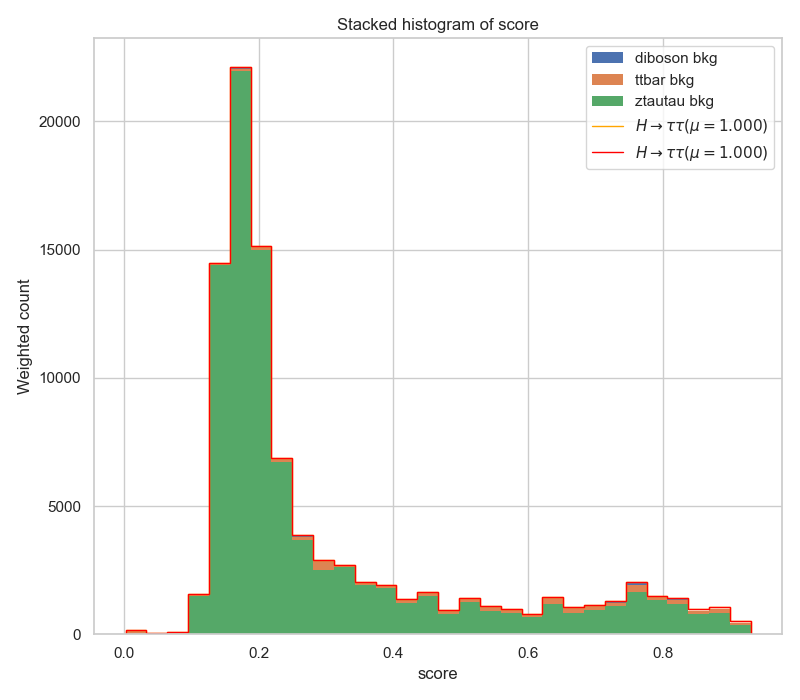 Stacked histogram of score
diboson bkg
ttbar bkg
ztautau bkg
H → ττ(μ = 1.000)
H → ττ(μ = 1.000)
Weighted count
20000
15000
10000
5000
0
0.0 0.2 0.4 0.6 0.8
score